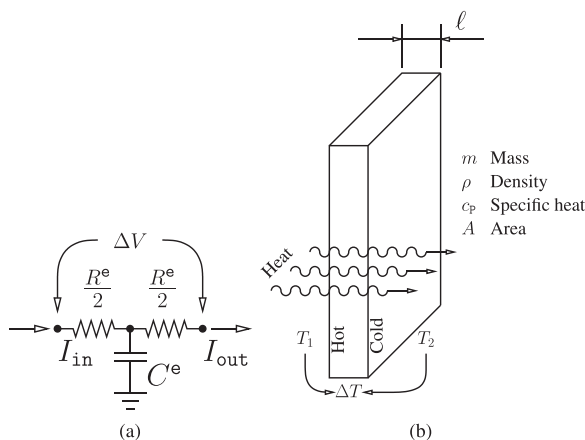 ℓ
m Mass
ρ Density
c_P Specific heat
A Area
ΔV
R^e/2 R^e/2
I_in I_out
C^e
Heat
T_1 Hot Cold T_2
ΔT
(a) (b)